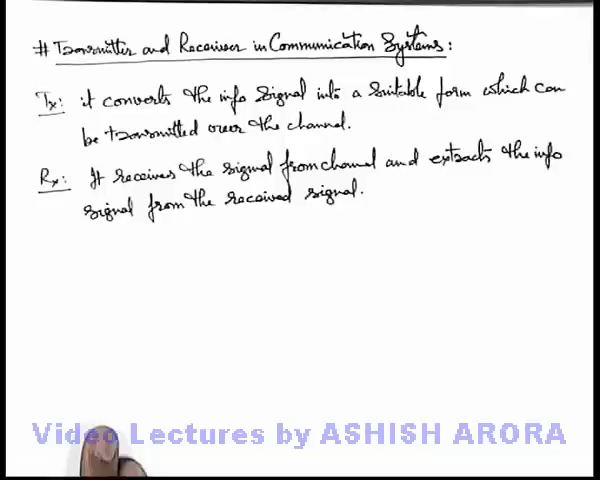 # Transmitter and Receiver in Communication Systems:
Tx: it converts the info signal into a suitable form which can
be transmitted over the channel.
Rx: It receives the signal from channel and extracts the info
signal from the received signal.
Video Lectures by ASHISH ARORA